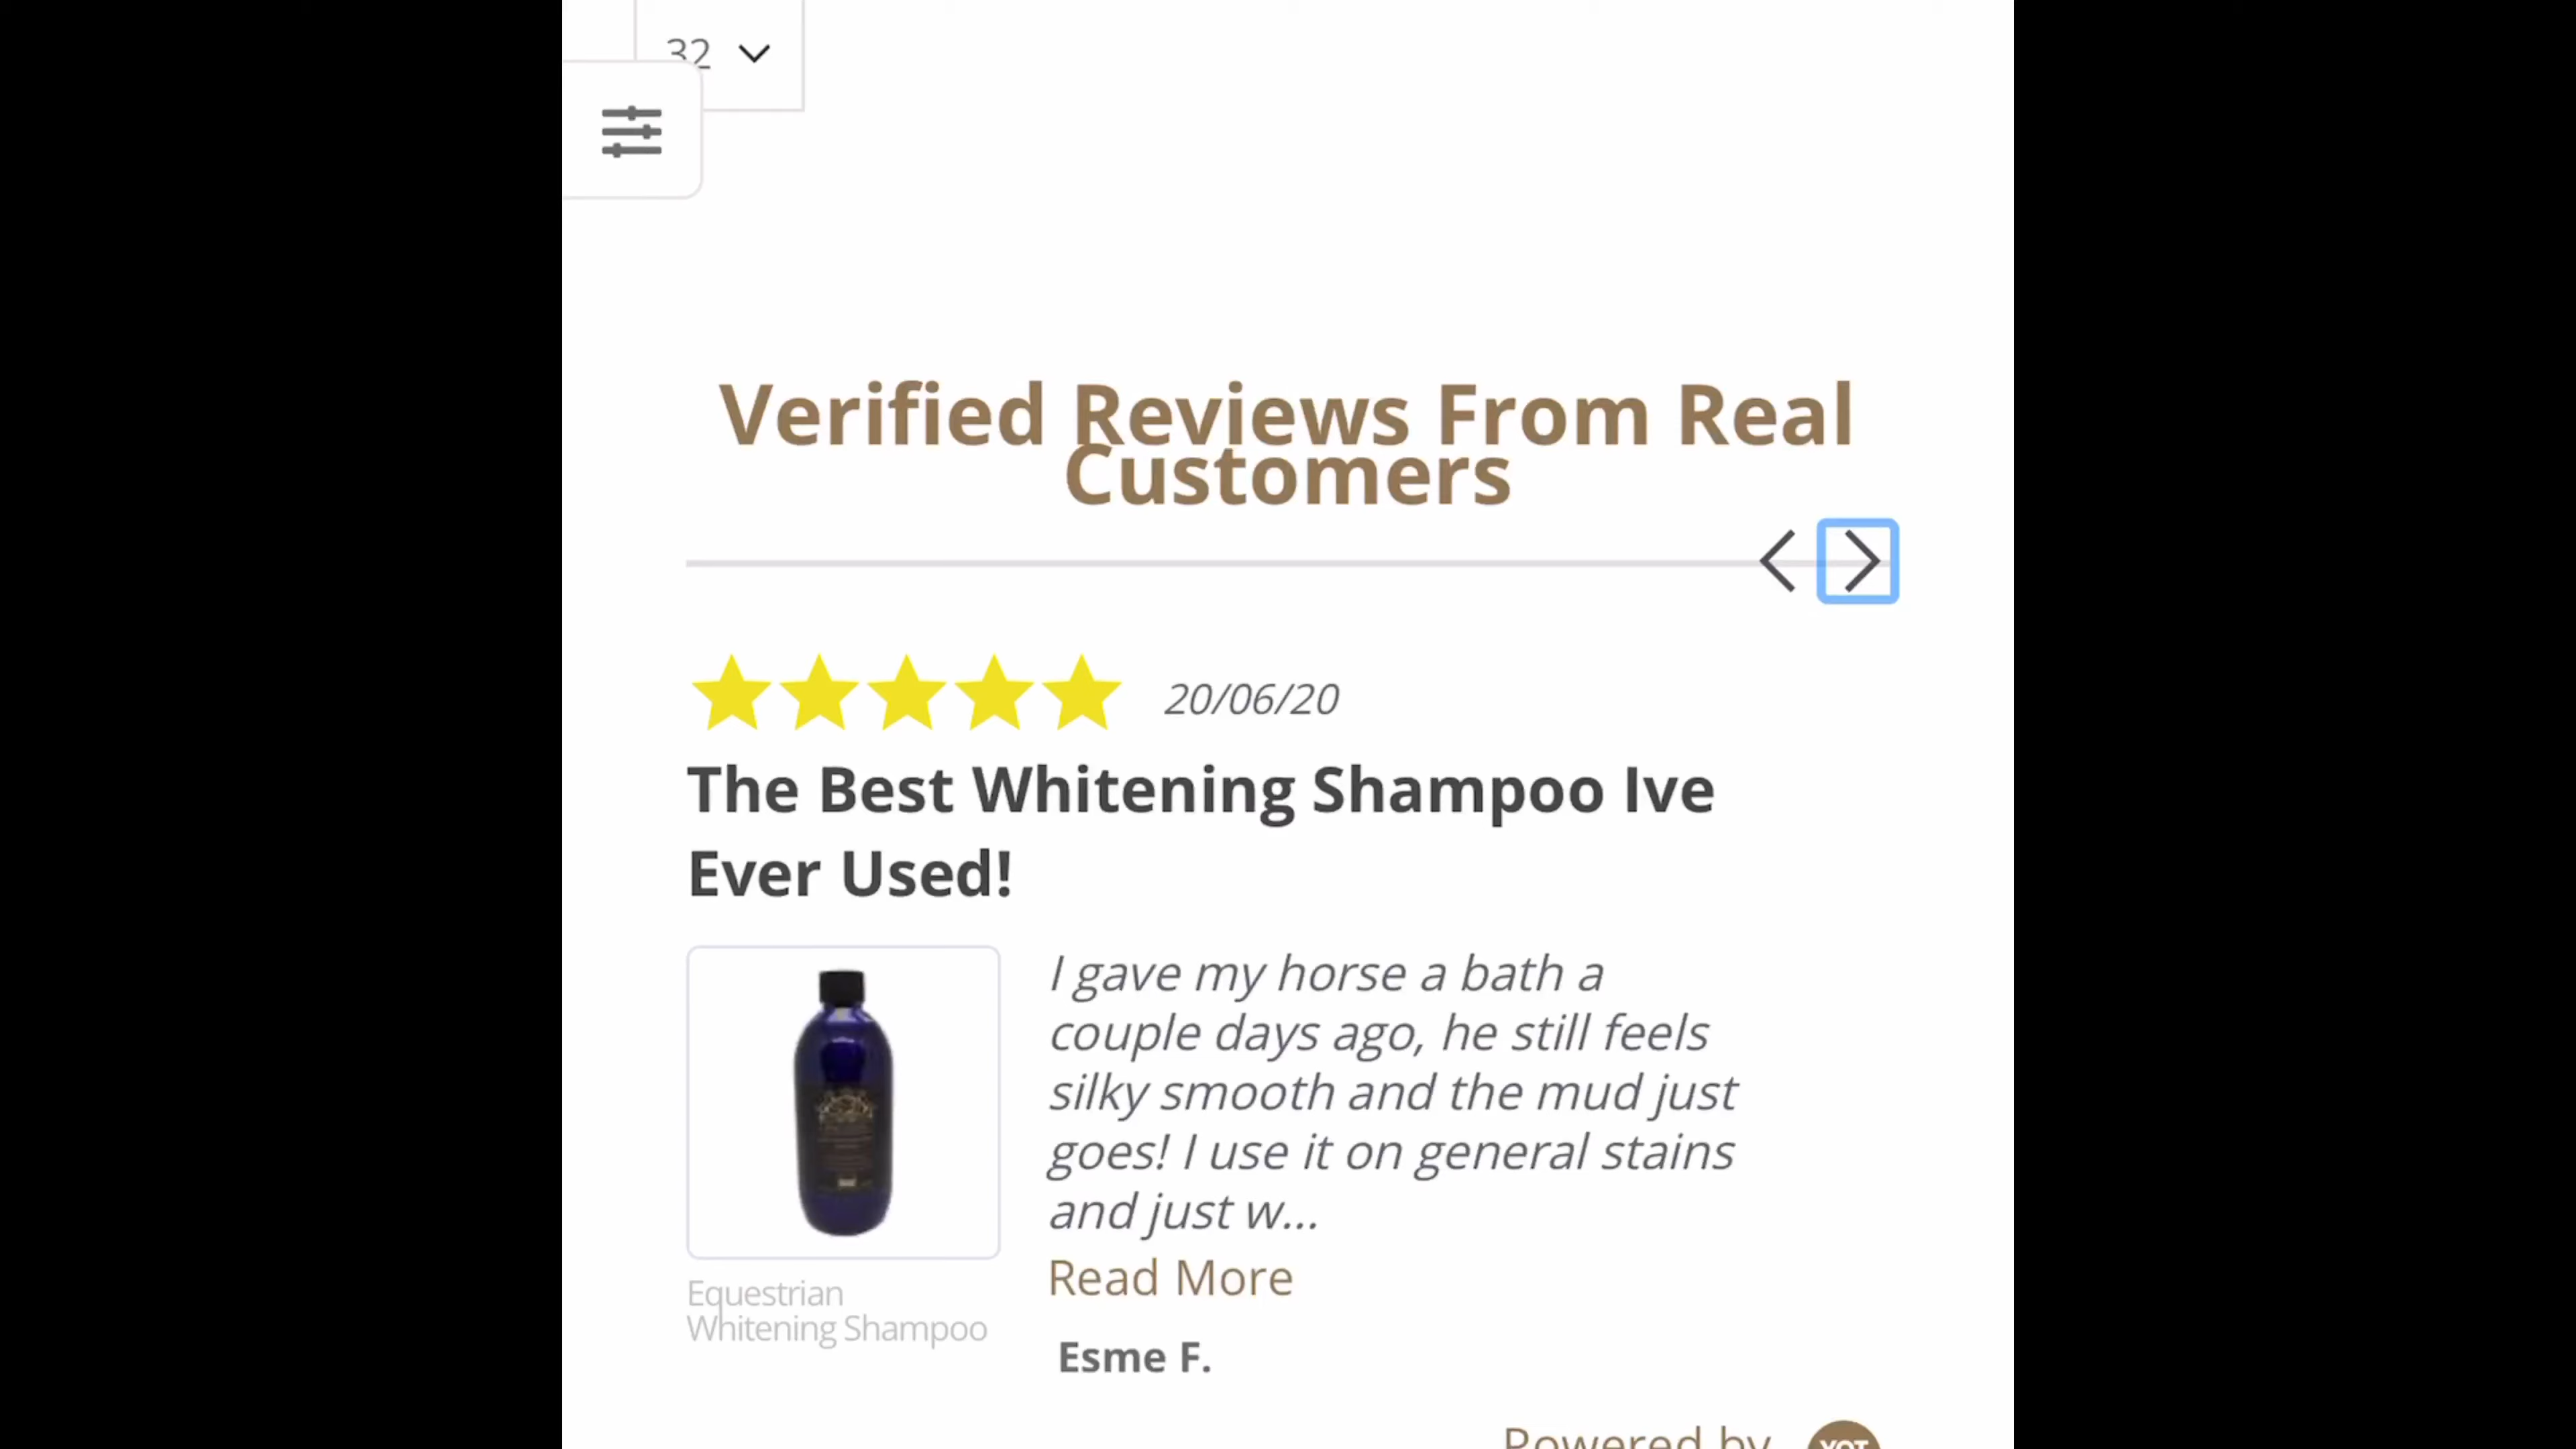 32
Verified Reviews From Real
Customers
20/06/20
The Best Whitening Shampoo Ive
Ever Used!
I gave my horse a bath a
couple days ago, he still feels
silky smooth and the mud just
goes! I use it on general stains
and just w...
Read More
Equestrian
Whitening Shampoo
Esme F.
Powered by
YOT